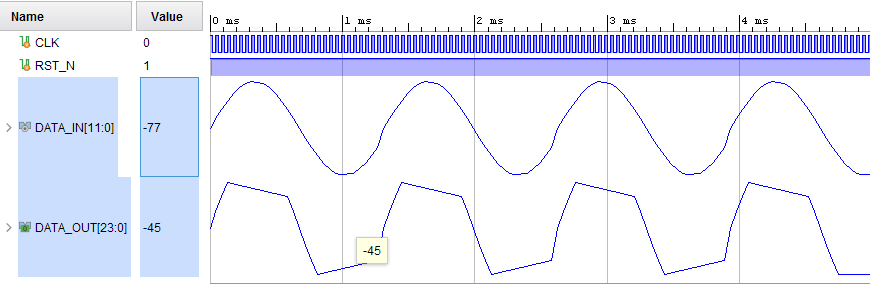 Name Value 0 ms 1 ms 2 ms 3 ms 4 ms
CLK 0
RST_N 1
DATA_IN[11:0] -77
DATA_OUT[23:0] -45
-45